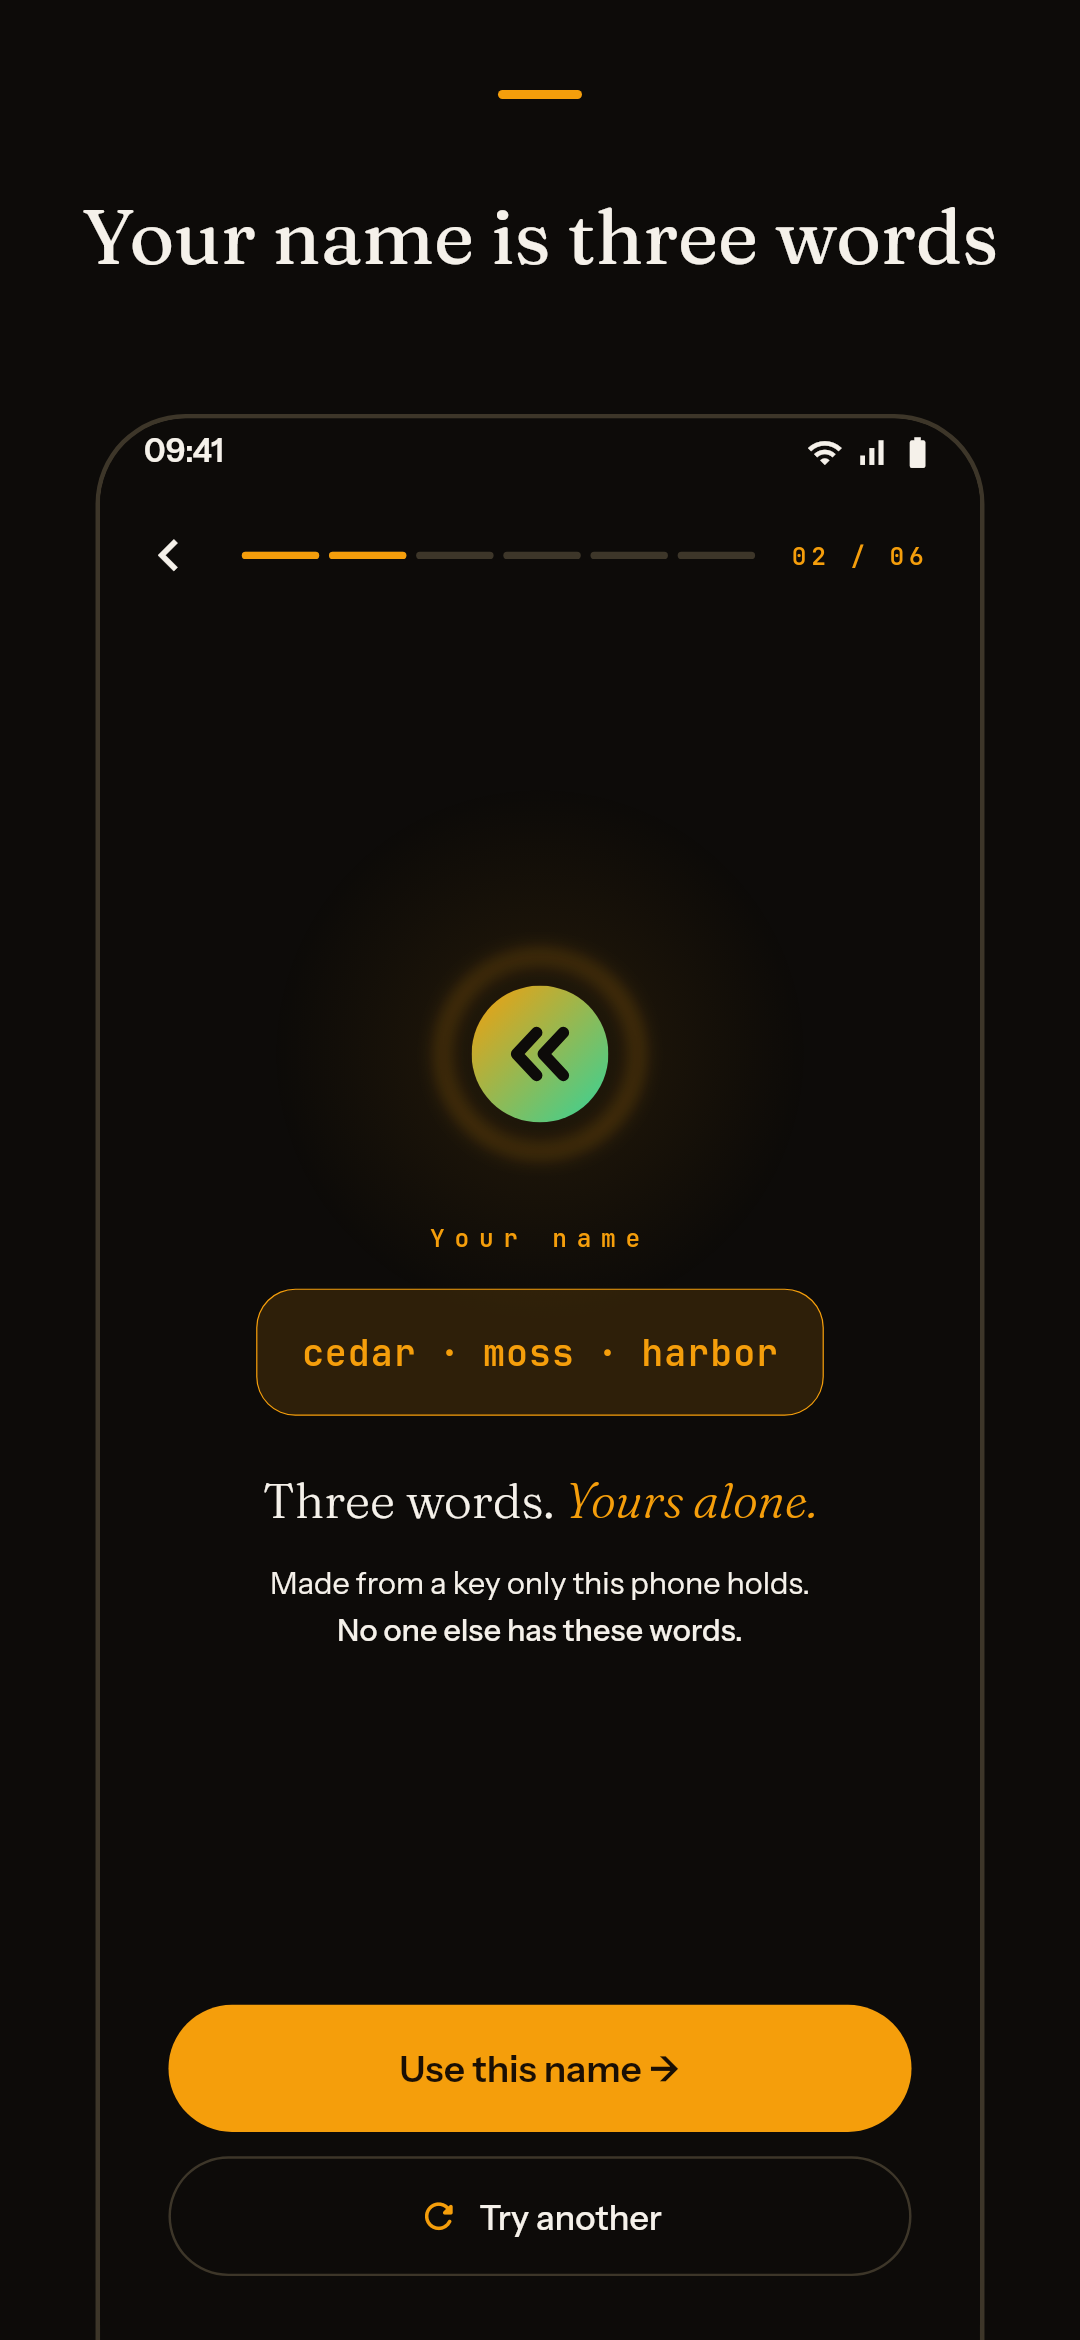 Your name is three words
09:41
02 / 06
Your name
cedar · moss · harbor
Three words. Yours alone.
Made from a key only this phone holds.
No one else has these words.
Use this name →
Try another